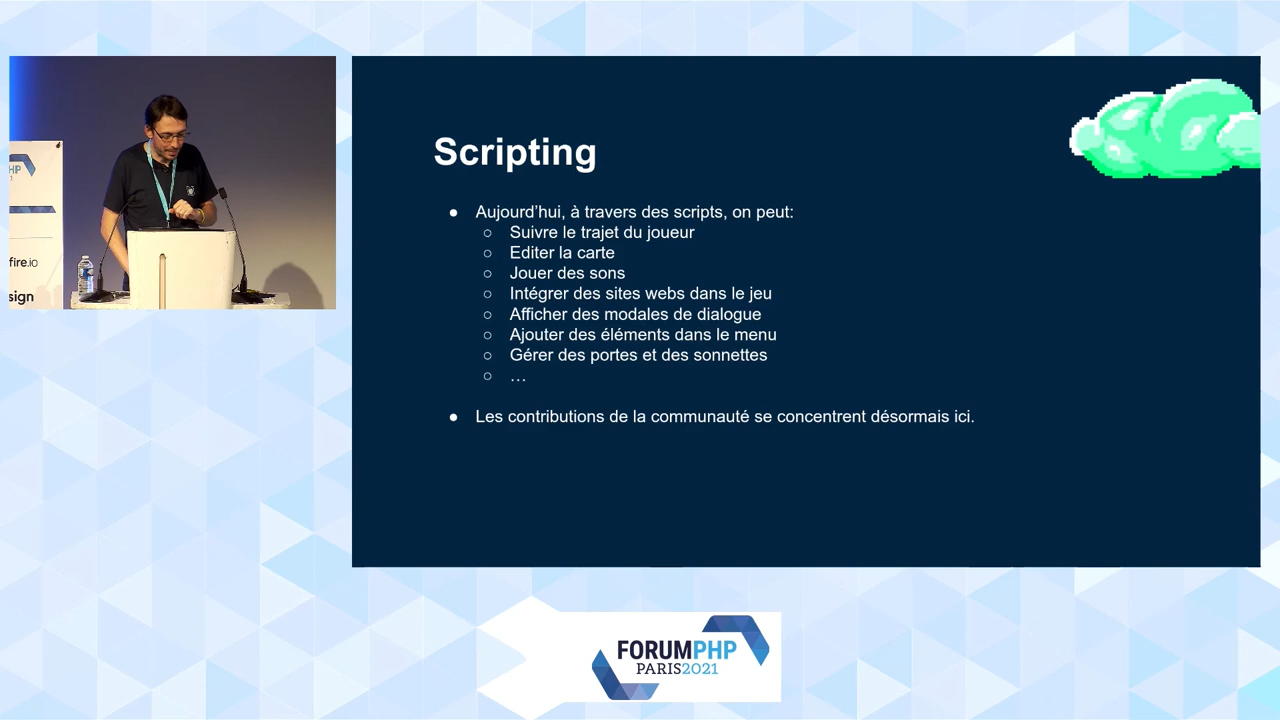 HP
fire.io
sign
Scripting
● Aujourd'hui, à travers des scripts, on peut:
○ Suivre le trajet du joueur
○ Editer la carte
○ Jouer des sons
○ Intégrer des sites webs dans le jeu
○ Afficher des modales de dialogue
○ Ajouter des éléments dans le menu
○ Gérer des portes et des sonnettes
○ …
● Les contributions de la communauté se concentrent désormais ici.
FORUMPHP
PARIS2021